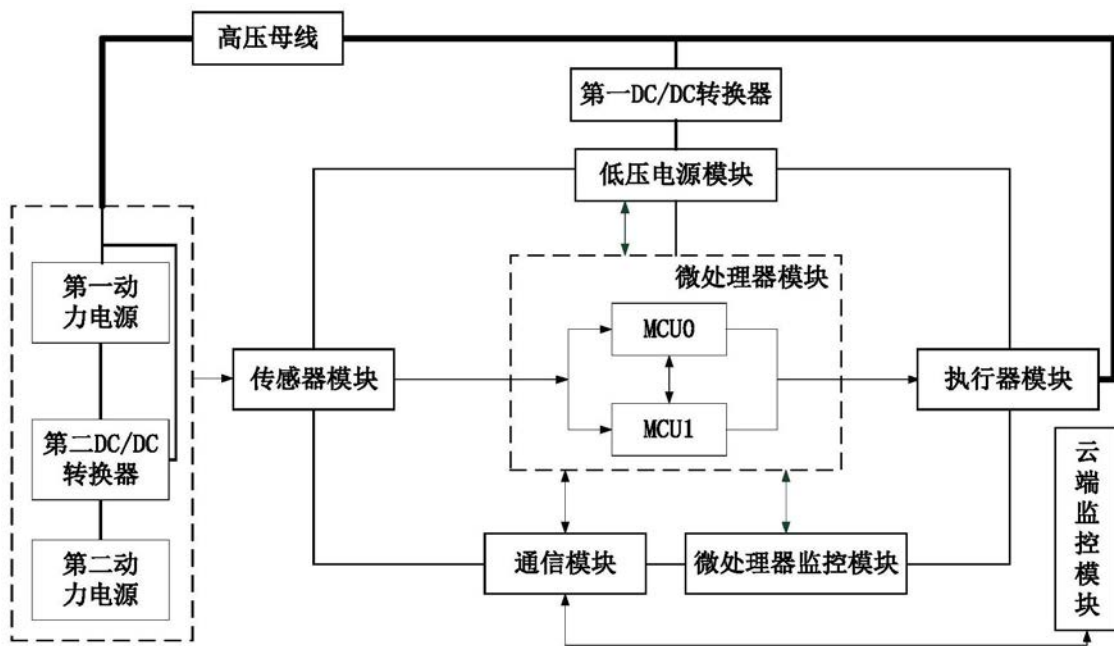 高压母线
第一DC/DC转换器
低压电源模块
微处理器模块
第一动
力电源
MCU0
传感器模块
执行器模块
MCU1
第二DC/DC
转换器
云
端
监
控
模
块
第二动
力电源
通信模块
微处理器监控模块